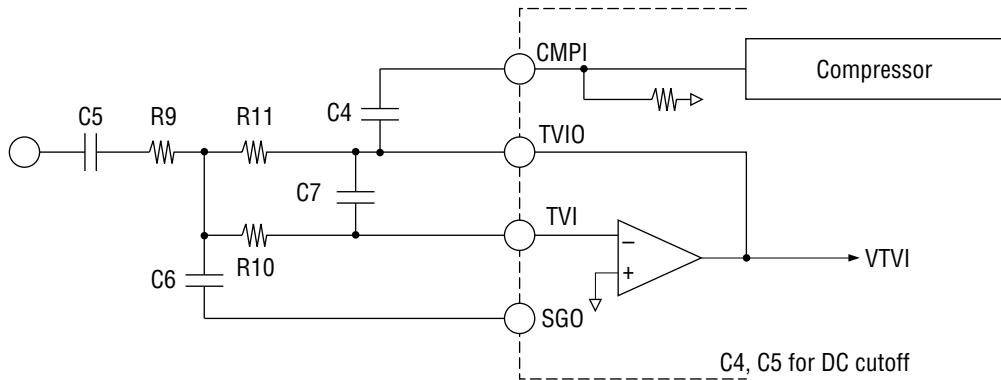 CMPI
Compressor
C5
R9
R11
C4
TVIO
C7
TVI
R10
C6
−
+
VTVI
SGO
C4, C5 for DC cutoff